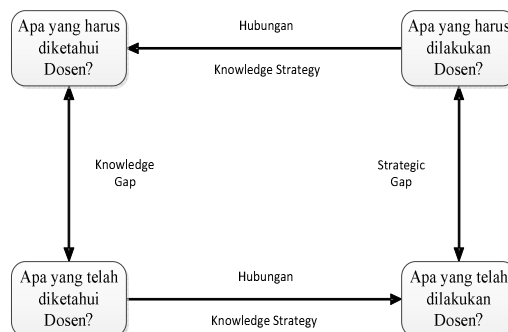 Apa yang harus
diketahui
Dosen?
Hubungan
Knowledge Strategy
Apa yang harus
dilakukan
Dosen?
Knowledge
Gap
Strategic
Gap
Apa yang telah
diketahui
Dosen?
Hubungan
Knowledge Strategy
Apa yang telah
dilakukan
Dosen?